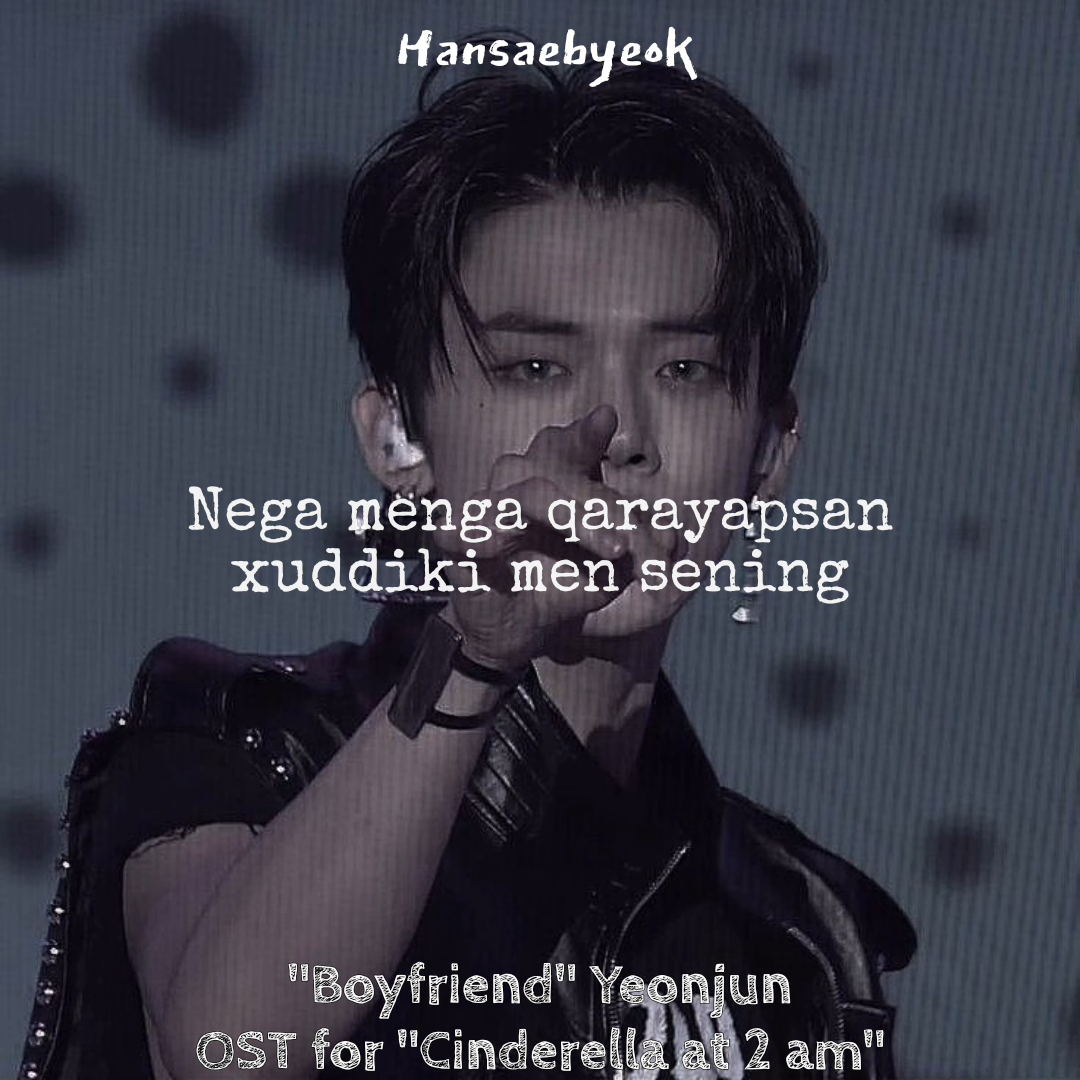 Hansaebyeok
Nega menga qarayapsan
xuddiki men sening
"Boyfriend" Yeonjun
OST for "Cinderella at 2 am"